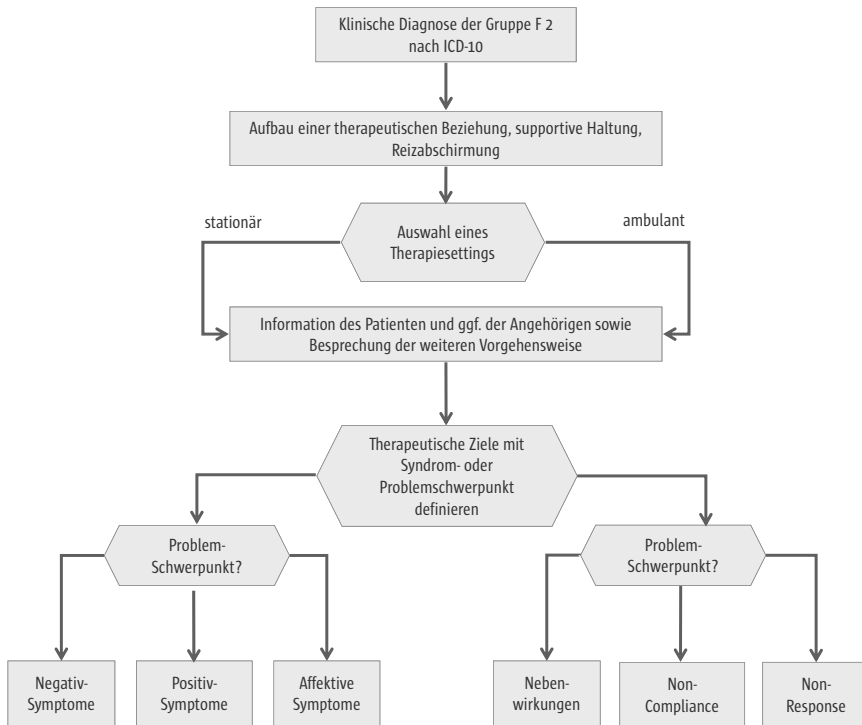 Klinische Diagnose der Gruppe F 2
nach ICD-10
Aufbau einer therapeutischen Beziehung, supportive Haltung,
Reizabschirmung
stationär
Auswahl eines
Therapiesettings
ambulant
Information des Patienten und ggf. der Angehörigen sowie
Besprechung der weiteren Vorgehensweise
Therapeutische Ziele mit
Syndrom- oder
Problemschwerpunkt
definieren
Problem-
Schwerpunkt?
Problem-
Schwerpunkt?
Negativ-
Symptome
Positiv-
Symptome
Affektive
Symptome
Neben-
wirkungen
Non-
Compliance
Non-
Response